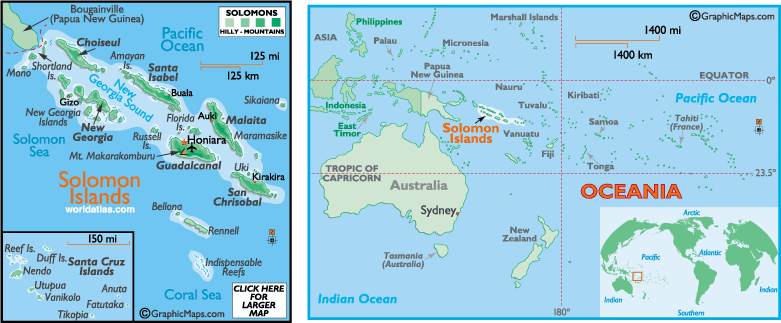 Bougainville
(Papua New Guinea)
SOLOMONS
HILLY - MOUNTAINS
Pacific
Ocean
Choiseul
Amayan
Is.
125 mi
125 km
Shortland
Is.
Mono
Santa
Isabel
New
Georgia Sound
Buala
Sikaiana
Gizo
New Georgia
Islands
New
Georgia
Florida
Is.
Auki
Malaita
Maramasike
Solomon
Sea
Russell
Is.
Honiara
Mt. Makarakomburu
Guadalcanal
Uki
Kirakira
San
Chrisobal
Solomon
Islands
worldatlas.com
Bellona
Rennell
Indispensable
Reefs
Coral Sea
CLICK HERE
FOR
LARGER
MAP
150 mi
Reef Is.
Duff Is.
Santa Cruz
Islands
Nendo
Utupua
Vanikolo
Anuta
Fatutaka
Tikopia
©GraphicMaps.com
©GraphicMaps.com
Philippines
Marshall Islands
1400 mi
1400 km
ASIA
Palau
Micronesia
Papua
New Guinea
EQUATOR
0°
Nauru
Kiribati
Pacific Ocean
Indonesia
Tuvalu
East
Timor
Solomon
Islands
Samoa
Tahiti
(France)
Vanuatu
Fiji
Tonga
TROPIC OF
CAPRICORN
23.5°
Australia
OCEANIA
Sydney
New
Zealand
Tasmania
(Australia)
Indian Ocean
180°
Arctic
Pacific
Atlantic
Indian
Indian
Southern